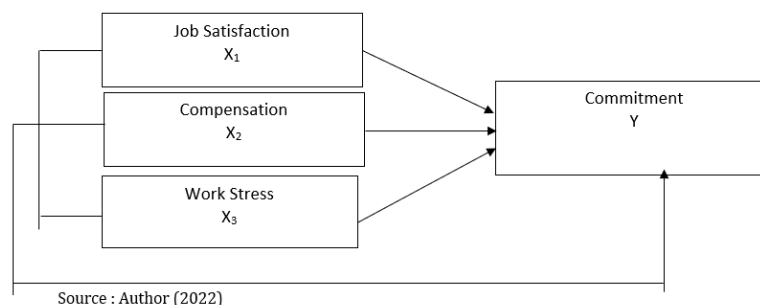 Job Satisfaction
X₁
Compensation
X₂
Work Stress
X₃
Commitment
Y
Source : Author (2022)